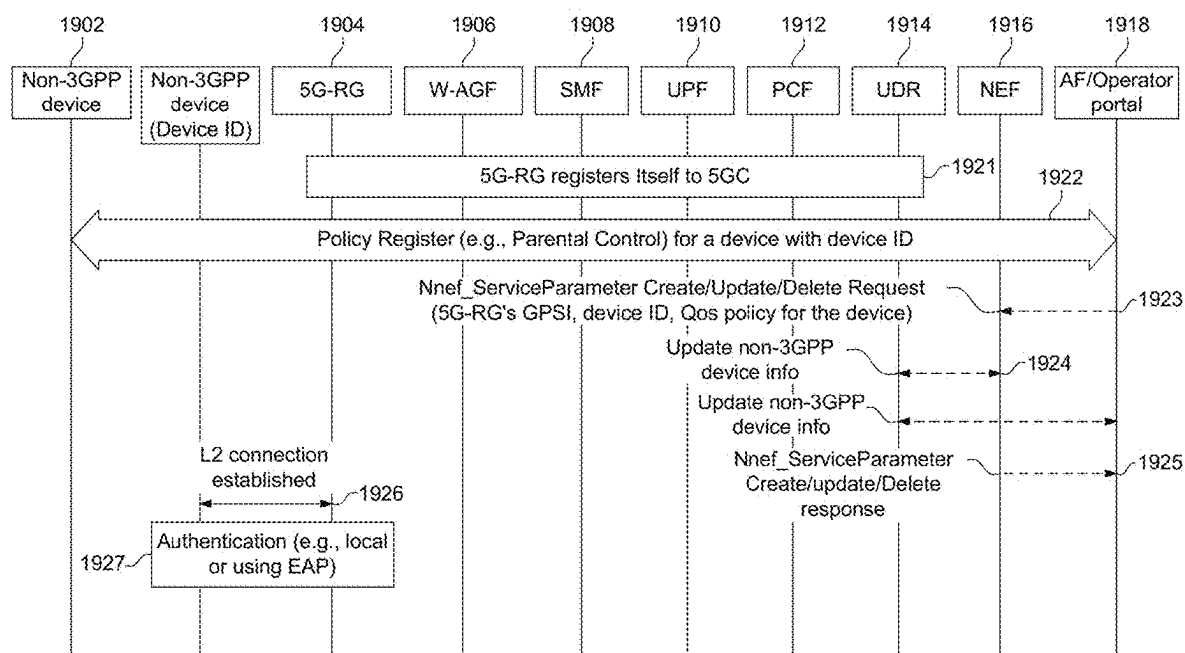 1902
1904
1906
1908
1910
1912
1914
1916
1918
Non-3GPP
device
Non-3GPP
device
(Device ID)
5G-RG
W-AGF
SMF
UPF
PCF
UDR
NEF
AF/Operator
portal
5G-RG registers Itself to 5GC
1921
1922
Policy Register (e.g., Parental Control) for a device with device ID
Nnef_ServiceParameter Create/Update/Delete Request
(5G-RG's GPSI, device ID, Qos policy for the device)
1923
Update non-3GPP
device info
1924
Update non-3GPP
device info
Nnef_ServiceParameter
Create/update/Delete
response
1925
L2 connection
established
1926
Authentication (e.g., local
or using EAP)
1927